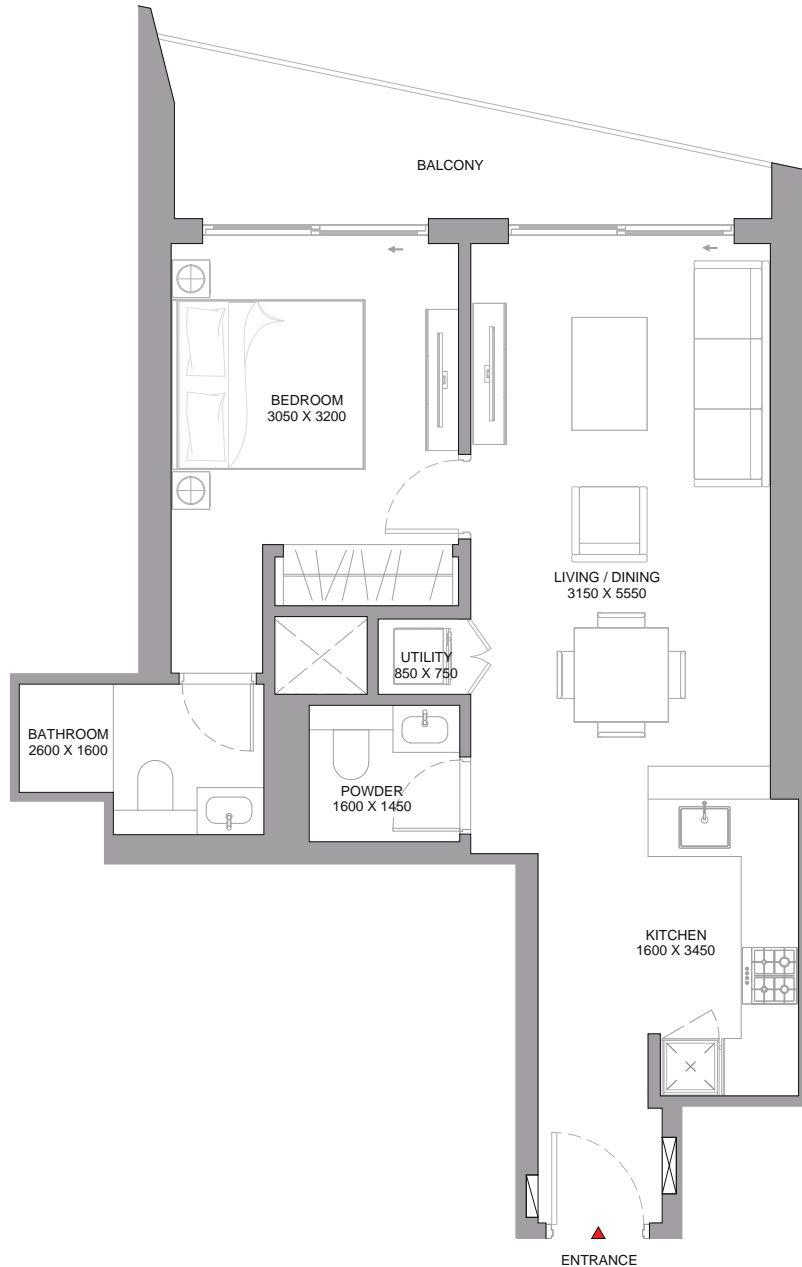 BALCONY
BEDROOM
3050 X 3200
LIVING / DINING
3150 X 5550
UTILITY
850 X 750
BATHROOM
2600 X 1600
POWDER
1600 X 1450
KITCHEN
1600 X 3450
ENTRANCE